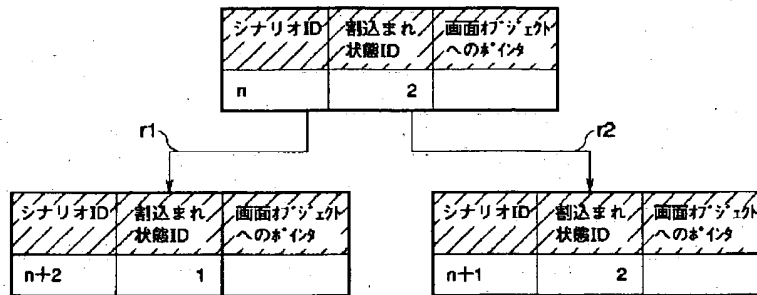 シナリオID 割込まれ状態ID 画面オブジェクトへのポインタ
n 2
r1 r2
シナリオID 割込まれ状態ID 画面オブジェクトへのポインタ
n+2 1
シナリオID 割込まれ状態ID 画面オブジェクトへのポインタ
n+1 2